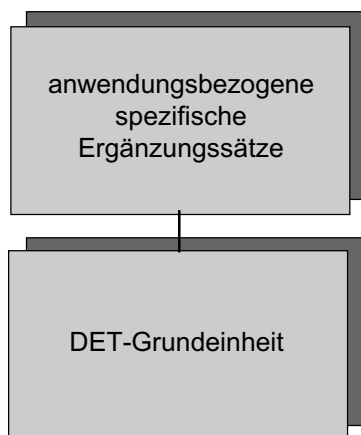 anwendungsbezogene
spezifische
Ergänzungssätze
DET-Grundeinheit